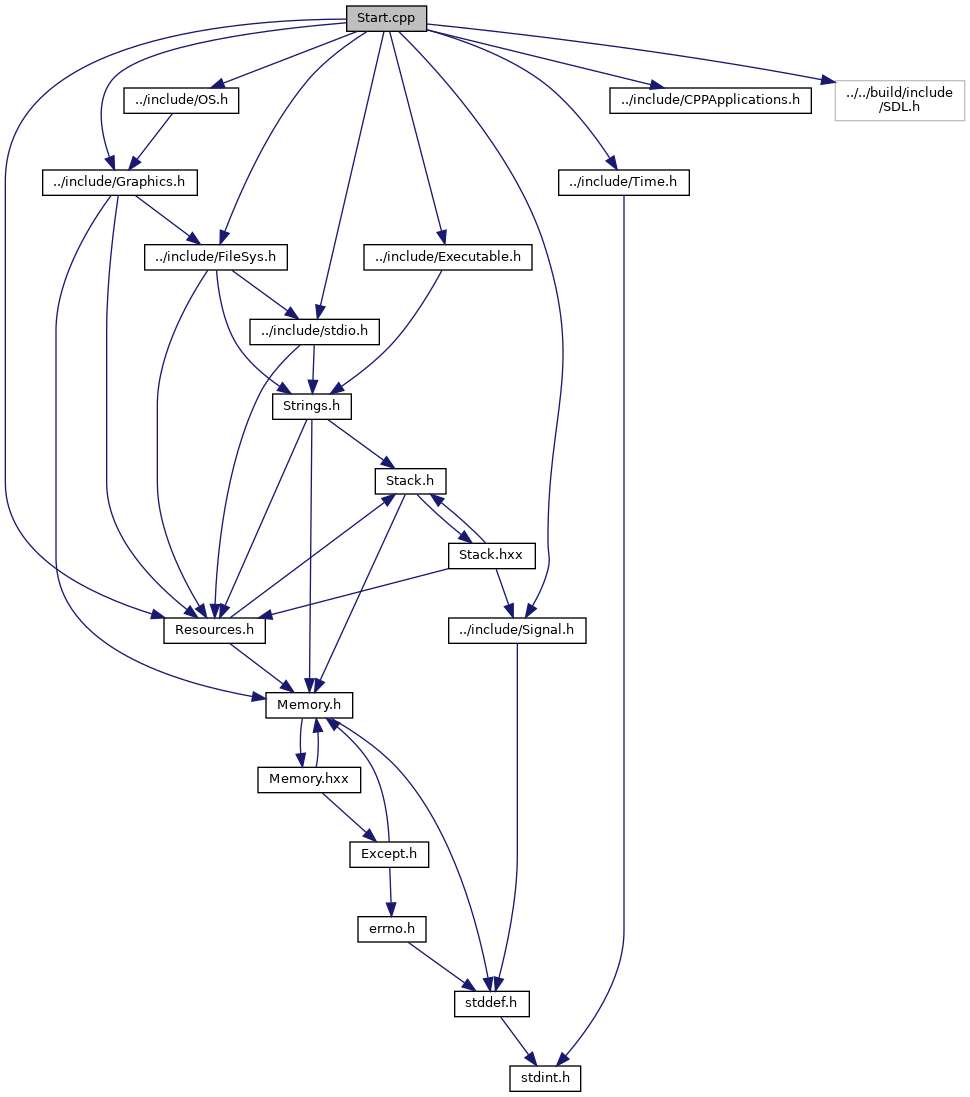 Start.cpp
../include/OS.h
../include/CPPApplications.h
../../build/include
/SDL.h
../include/Graphics.h
../include/Time.h
../include/FileSys.h
../include/Executable.h
../include/stdio.h
Strings.h
Stack.h
Stack.hxx
Resources.h
../include/Signal.h
Memory.h
Memory.hxx
Except.h
errno.h
stddef.h
stdint.h